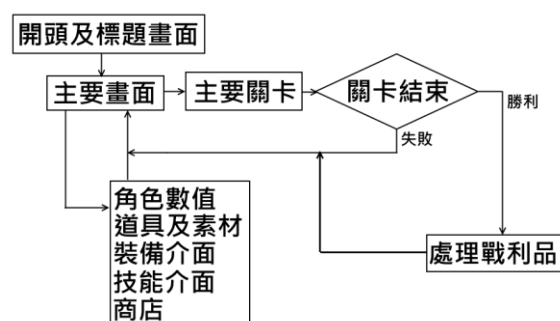 開頭及標題畫面
主要畫面
主要關卡
關卡結束
勝利
失敗
角色數值
道具及素材
裝備介面
技能介面
商店
處理戰利品